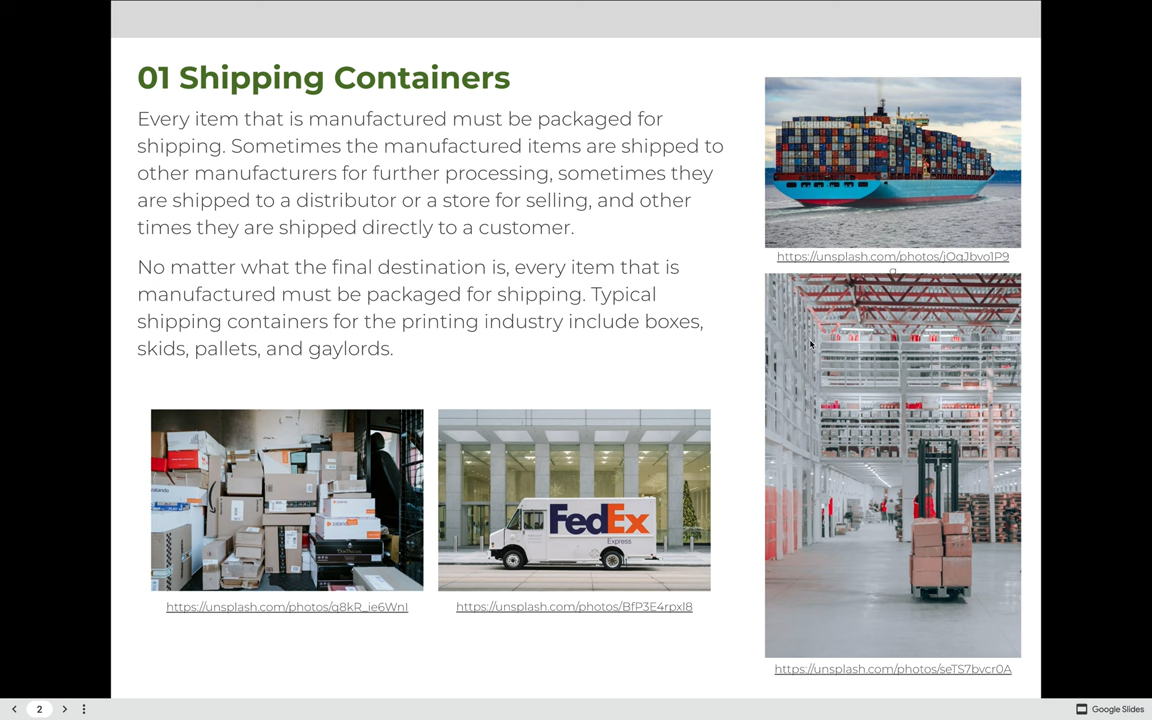 01 Shipping Containers
Every item that is manufactured must be packaged for
shipping. Sometimes the manufactured items are shipped to
other manufacturers for further processing, sometimes they
are shipped to a distributor or a store for selling, and other
times they are shipped directly to a customer.
No matter what the final destination is, every item that is
manufactured must be packaged for shipping. Typical
shipping containers for the printing industry include boxes,
skids, pallets, and gaylords.
https://unsplash.com/photos/jOqJbvo1P9
g
FedEx
Express
https://unsplash.com/photos/q8kR_ie6WnI
https://unsplash.com/photos/BfP3E4rpxI8
https://unsplash.com/photos/seTS7bvcr0A
2
Google Slides